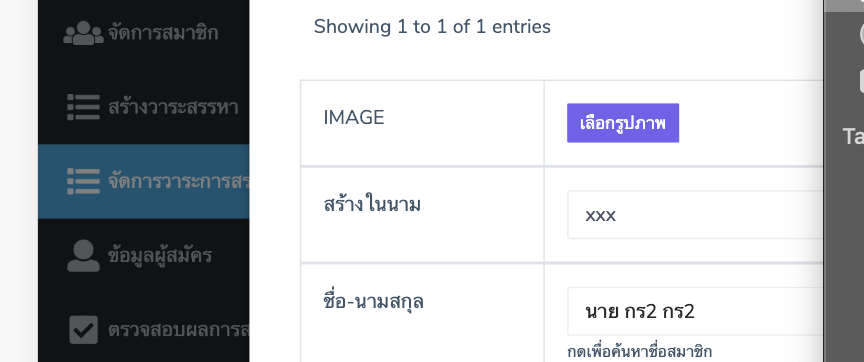 จัดการสมาชิก
สร้างวาระสรรหา
จัดการวาระการสร
ข้อมูลผู้สมัคร
ตรวจสอบผลการส
Showing 1 to 1 of 1 entries
IMAGE
เลือกรูปภาพ
สร้างในนาม
xxx
ชื่อ-นามสกุล
นาย กร2 กร2
กดเพื่อค้นหาชื่อสมาชิก
Ta